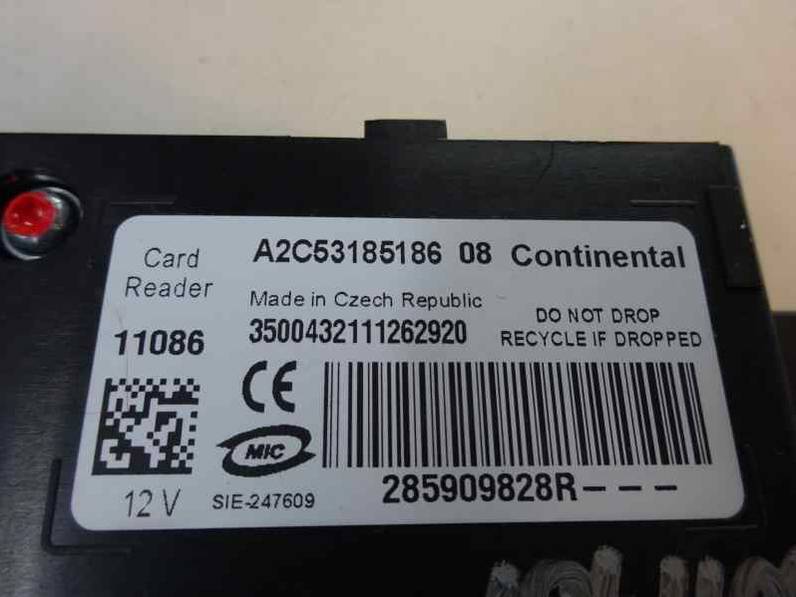 Card Reader
A2C53185186 08 Continental
Made in Czech Republic
11086
3500432111262920
DO NOT DROP
RECYCLE IF DROPPED
CE
MIC
12 V
SIE-247609
285909828R---